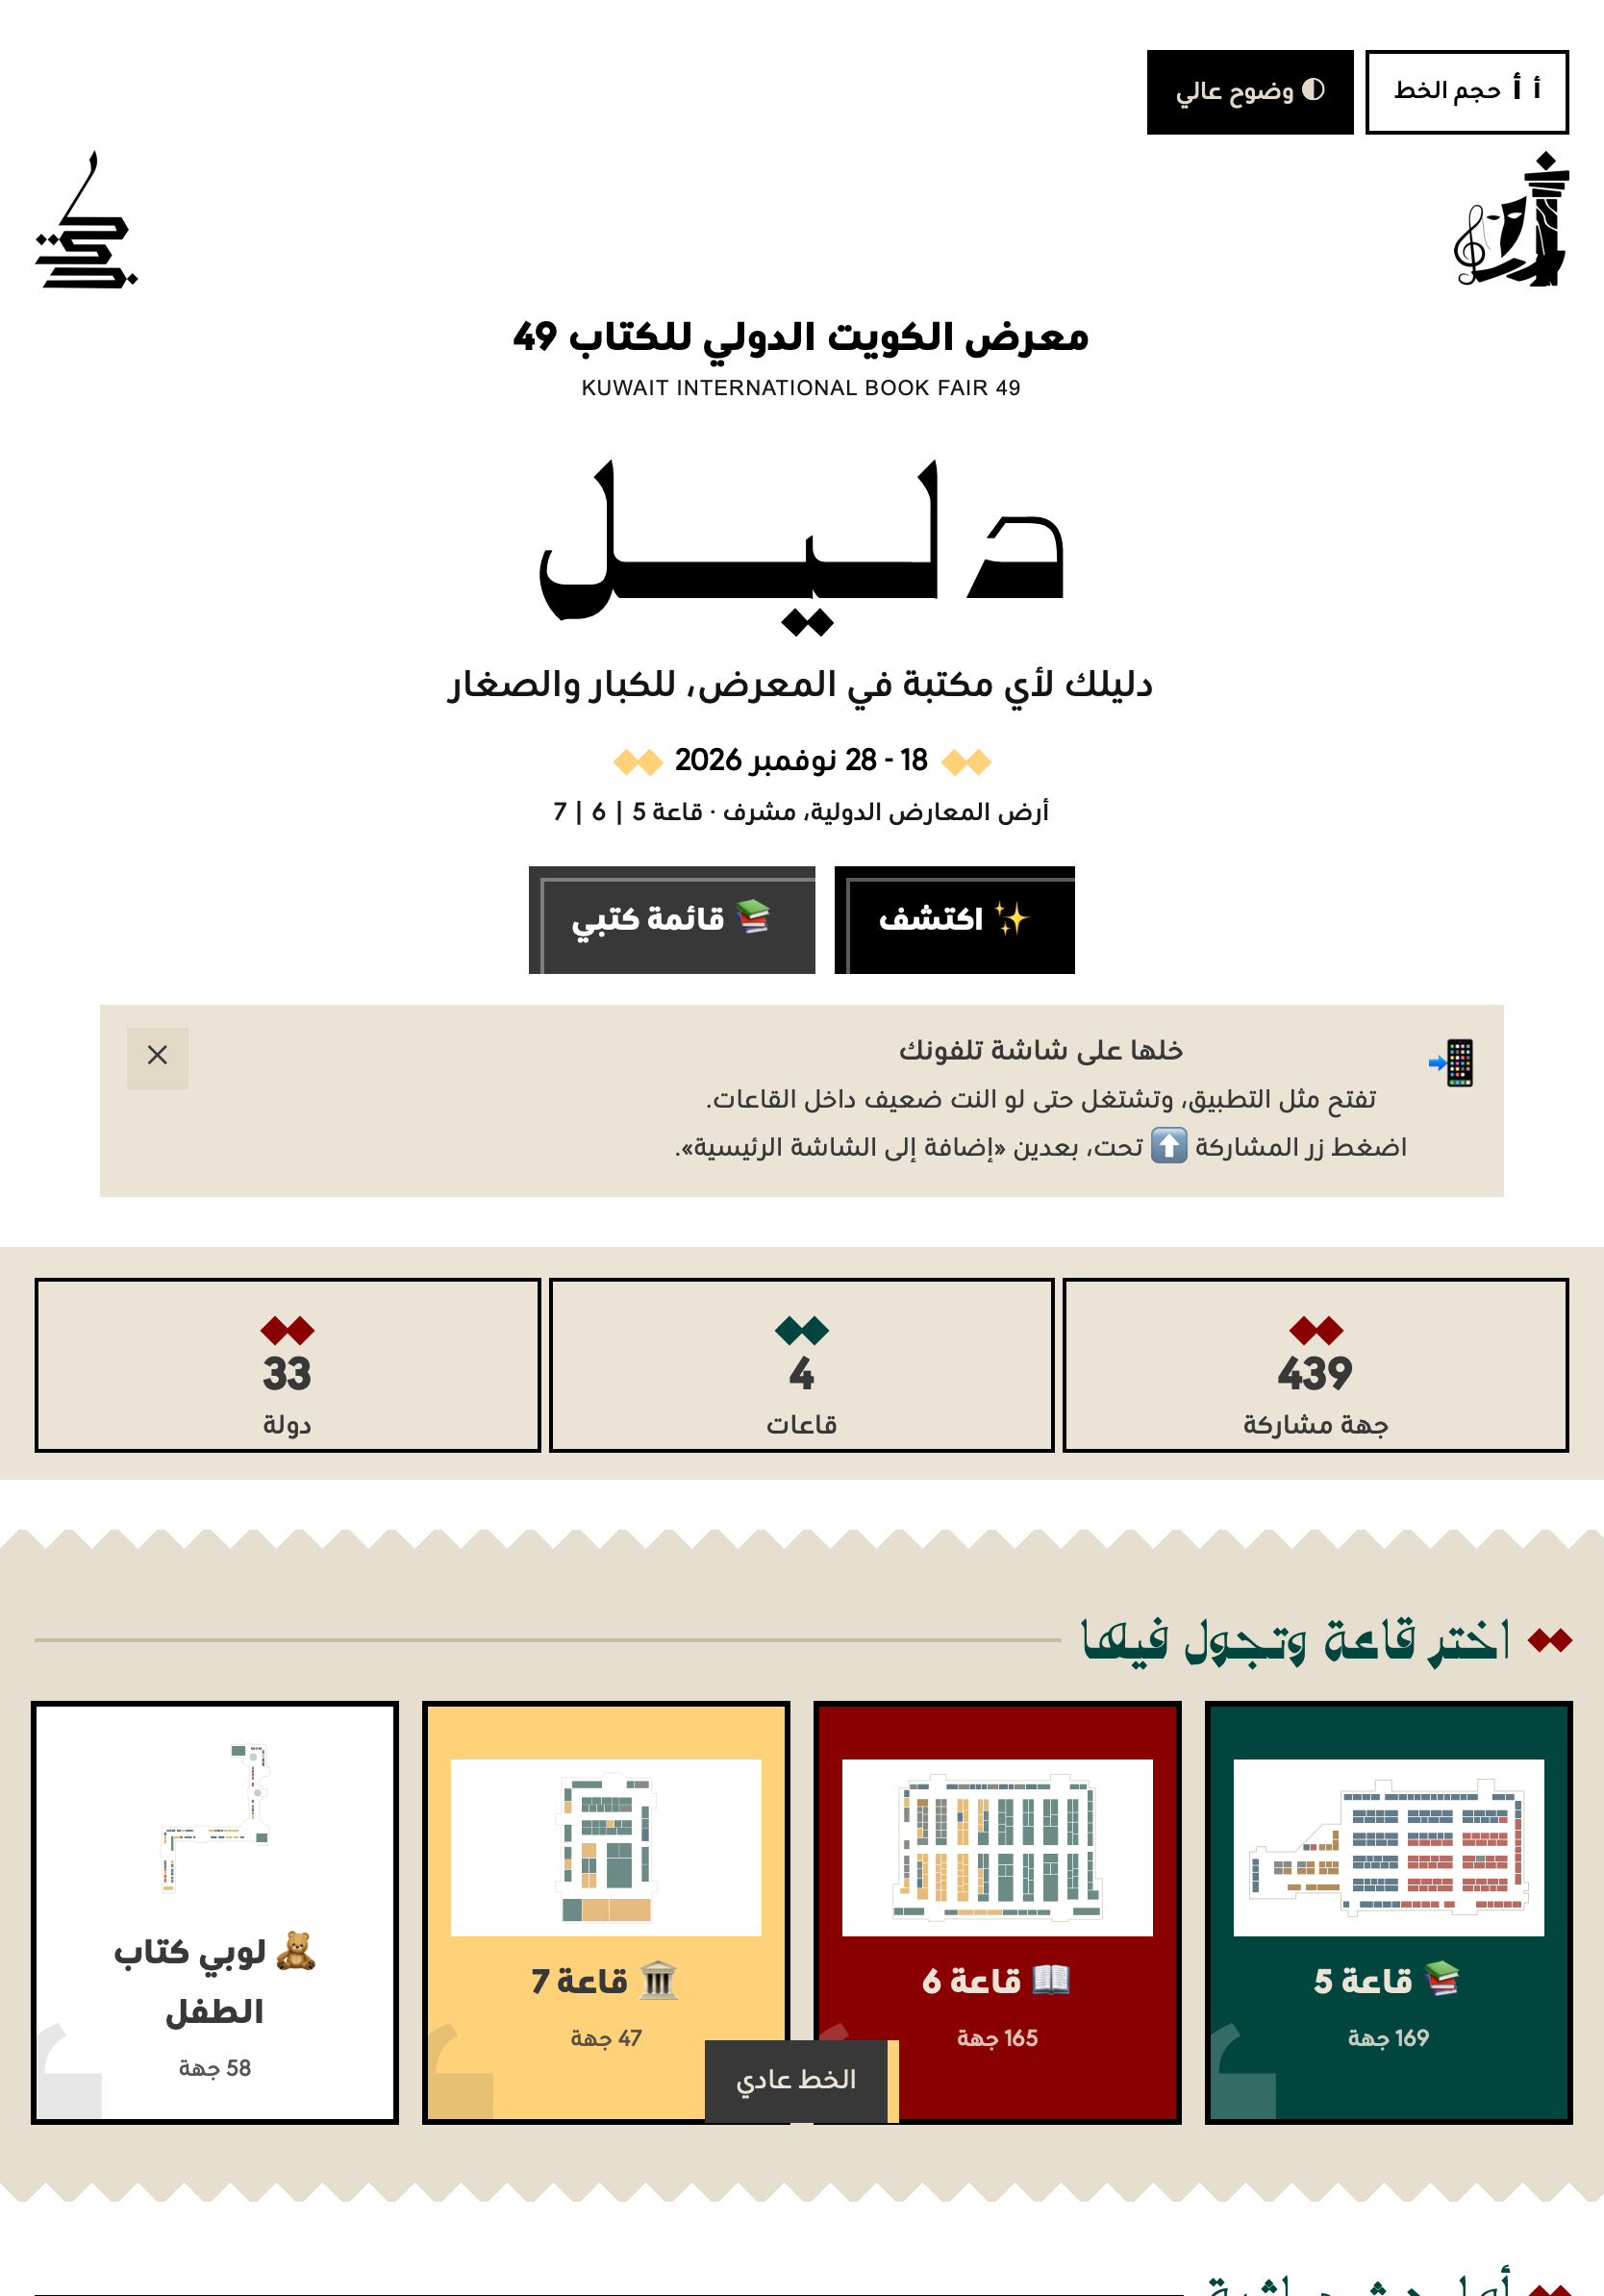 أ أ حجم الخط
وضوح عالي
معرض الكويت الدولي للكتاب 49
KUWAIT INTERNATIONAL BOOK FAIR 49
دليل
دليلك لأي مكتبة في المعرض، للكبار والصغار
18 - 28 نوفمبر 2026
أرض المعارض الدولية، مشرف · قاعة 5 | 6 | 7
اكتشف
قائمة كتبي
خلها على شاشة تلفونك
تفتح مثل التطبيق، وتشتغل حتى لو النت ضعيف داخل القاعات.
اضغط زر المشاركة ⬆️ تحت، بعدين «إضافة إلى الشاشة الرئيسية».
439
جهة مشاركة
4
قاعات
33
دولة
اختر قاعة وتجول فيها
قاعة 5
169 جهة
قاعة 6
165 جهة
قاعة 7
47 جهة
لوبي كتاب
الطفل
58 جهة
الخط عادي